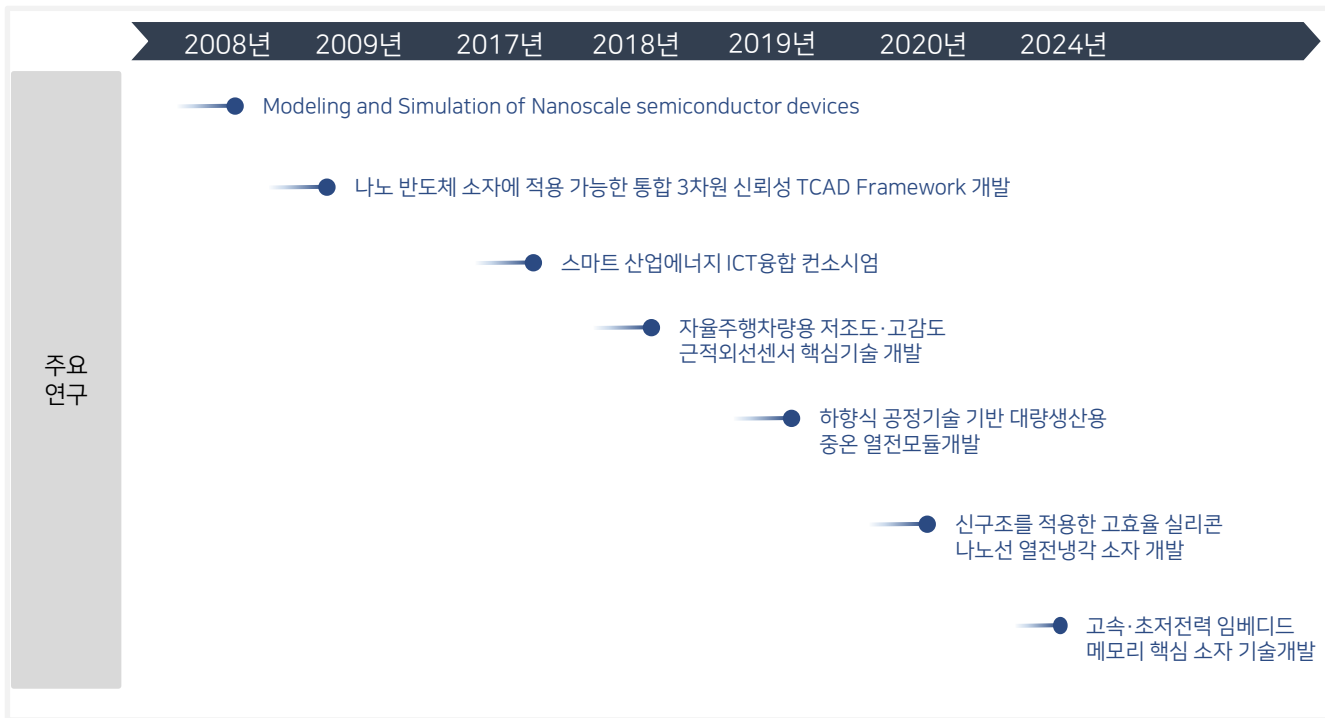 2008년 2009년 2017년 2018년 2019년 2020년 2024년
주요
연구
Modeling and Simulation of Nanoscale semiconductor devices
나노 반도체 소자에 적용 가능한 통합 3차원 신뢰성 TCAD Framework 개발
스마트 산업에너지 ICT융합 컨소시엄
자율주행차량용 저조도·고감도
근적외선센서 핵심기술 개발
하향식 공정기술 기반 대량생산용
중온 열전모듈개발
신구조를 적용한 고효율 실리콘
나노선 열전냉각 소자 개발
고속·초저전력 임베디드
메모리 핵심 소자 기술개발